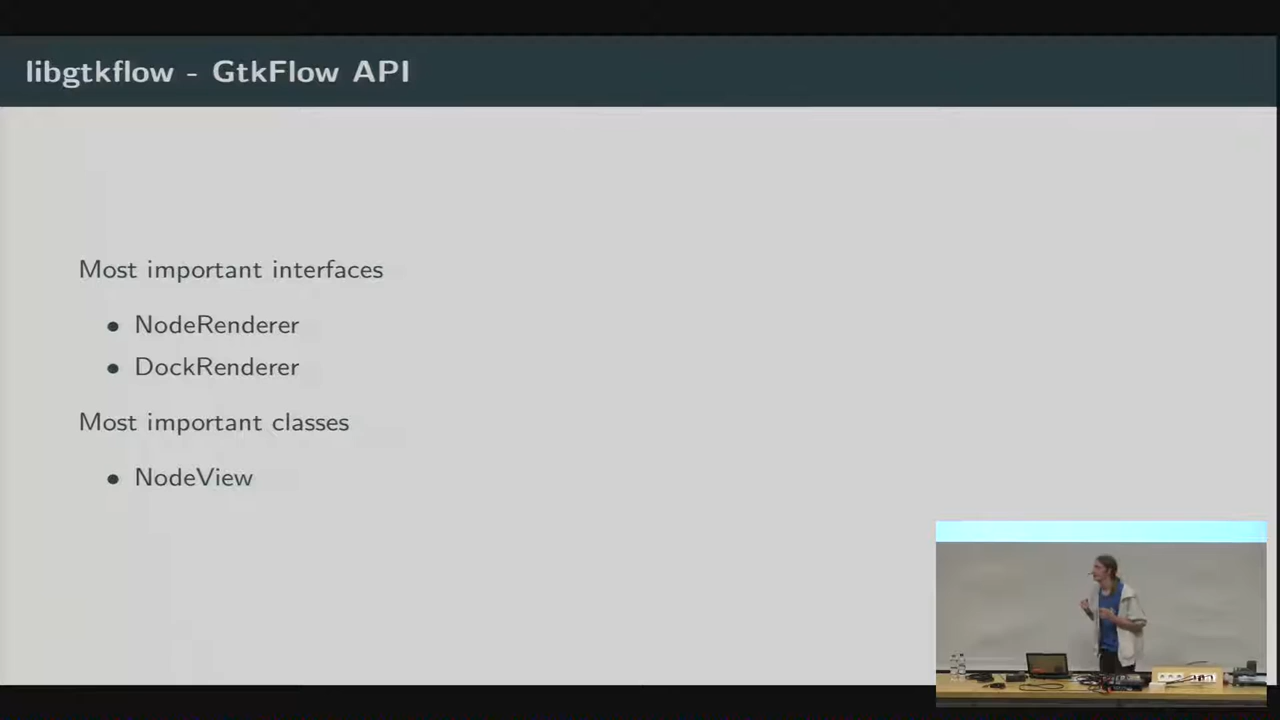 libgtkflow - GtkFlow API
Most important interfaces
• NodeRenderer
• DockRenderer
Most important classes
• NodeView